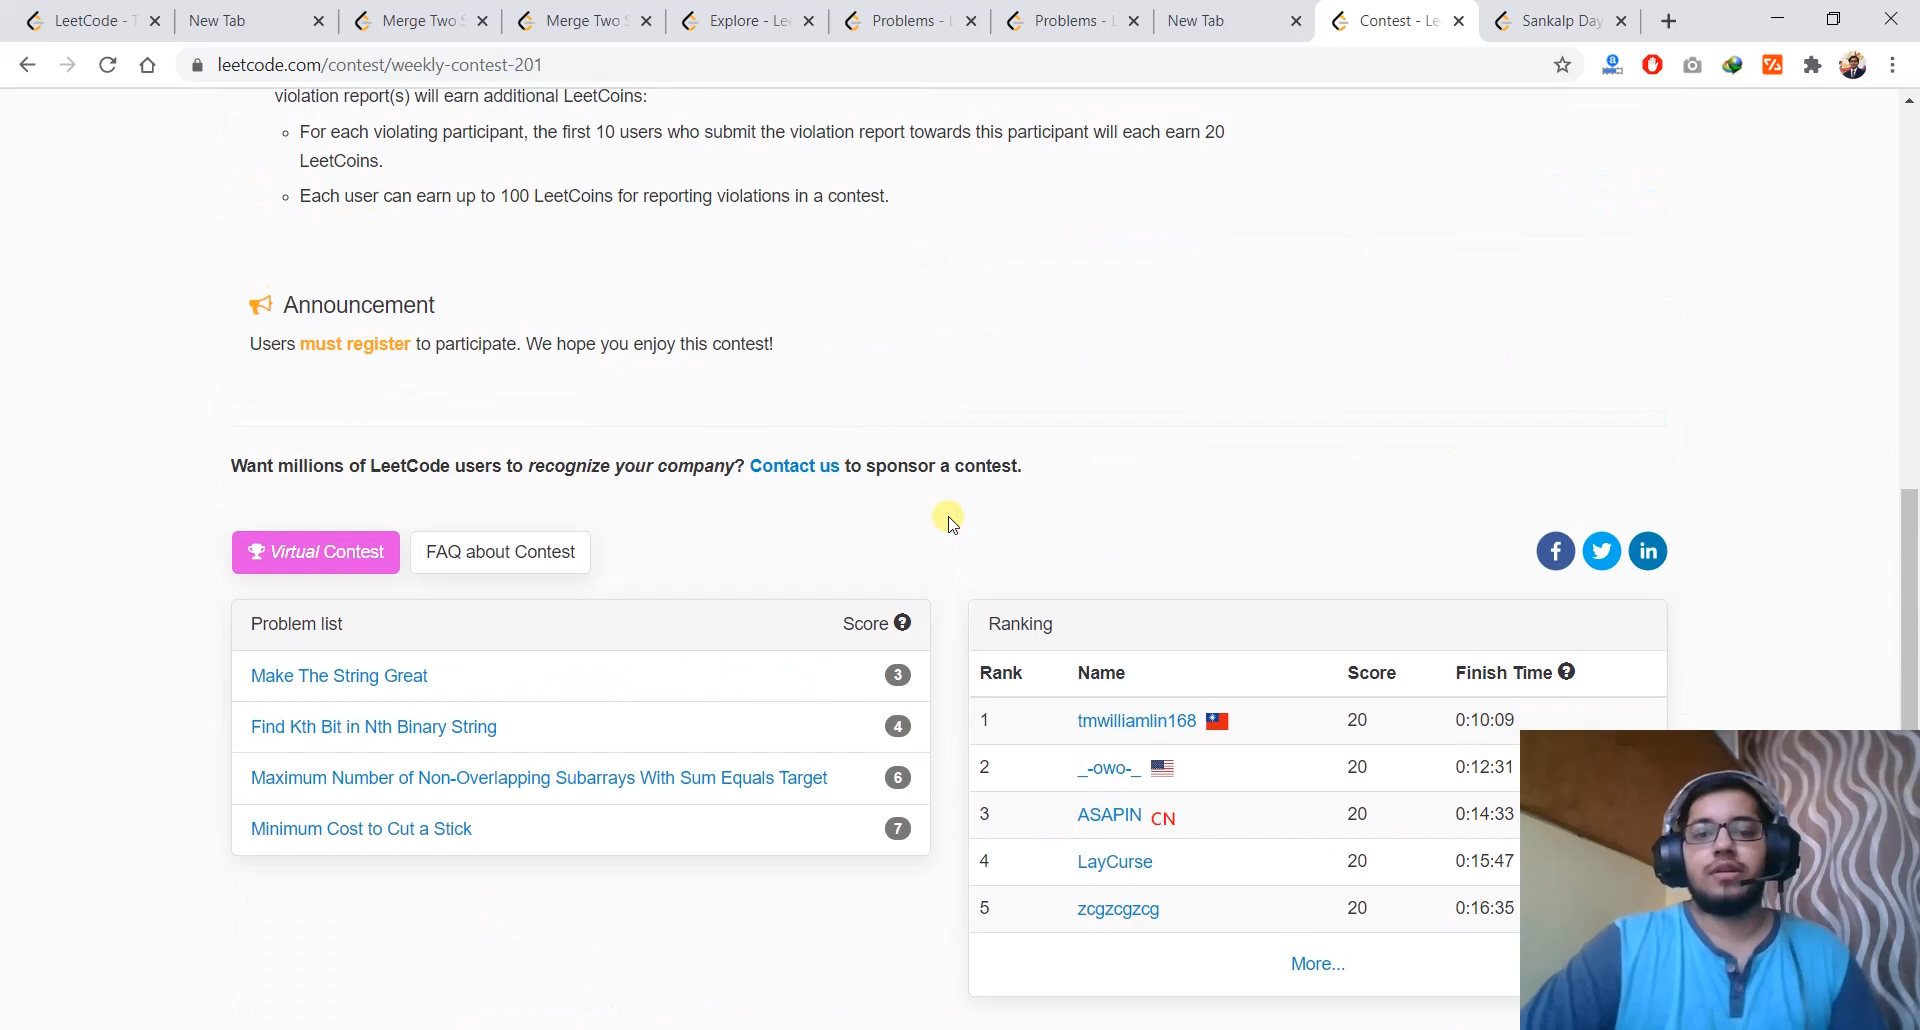 LeetCode - T
New Tab
Merge Two S
Merge Two S
Explore - Lee
Problems - L
Problems - L
New Tab
Contest - Le
Sankalp Day
leetcode.com/contest/weekly-contest-201
violation report(s) will earn additional LeetCoins:
For each violating participant, the first 10 users who submit the violation report towards this participant will each earn 20
LeetCoins.
Each user can earn up to 100 LeetCoins for reporting violations in a contest.
Announcement
Users must register to participate. We hope you enjoy this contest!
Want millions of LeetCode users to recognize your company? Contact us to sponsor a contest.
Virtual Contest
FAQ about Contest
Problem list Score
Make The String Great 3
Find Kth Bit in Nth Binary String 4
Maximum Number of Non-Overlapping Subarrays With Sum Equals Target 6
Minimum Cost to Cut a Stick 7
Ranking
Rank Name Score Finish Time
1 tmwilliamlin168 20 0:10:09
2 _-owo-_ 20 0:12:31
3 ASAPIN CN 20 0:14:33
4 LayCurse 20 0:15:47
5 zcgzcgzcg 20 0:16:35
More...